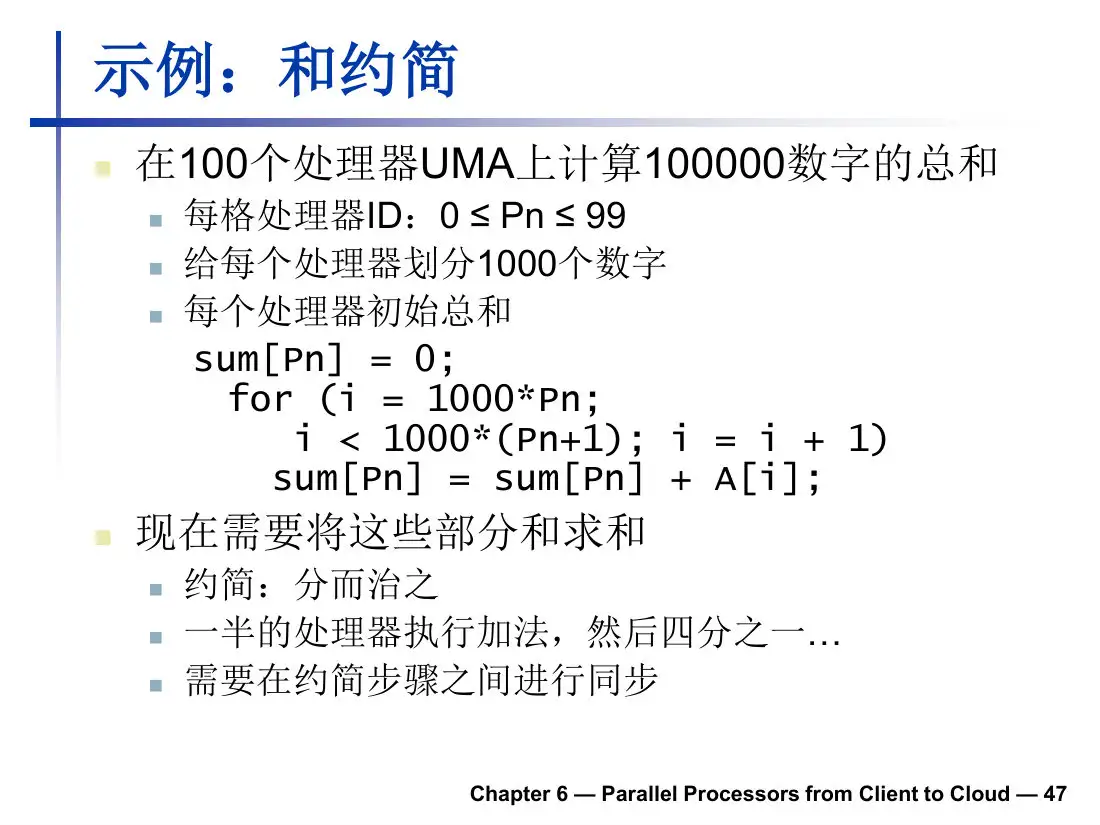 示例：和约简
在100个处理器UMA上计算100000数字的总和
每格处理器ID：0 ≤ Pn ≤ 99
给每个处理器划分1000个数字
每个处理器初始总和
sum[Pn] = 0;
for (i = 1000*Pn;
i < 1000*(Pn+1); i = i + 1)
sum[Pn] = sum[Pn] + A[i];
现在需要将这些部分和求和
约简：分而治之
一半的处理器执行加法，然后四分之一…
需要在约简步骤之间进行同步
Chapter 6 — Parallel Processors from Client to Cloud — 47